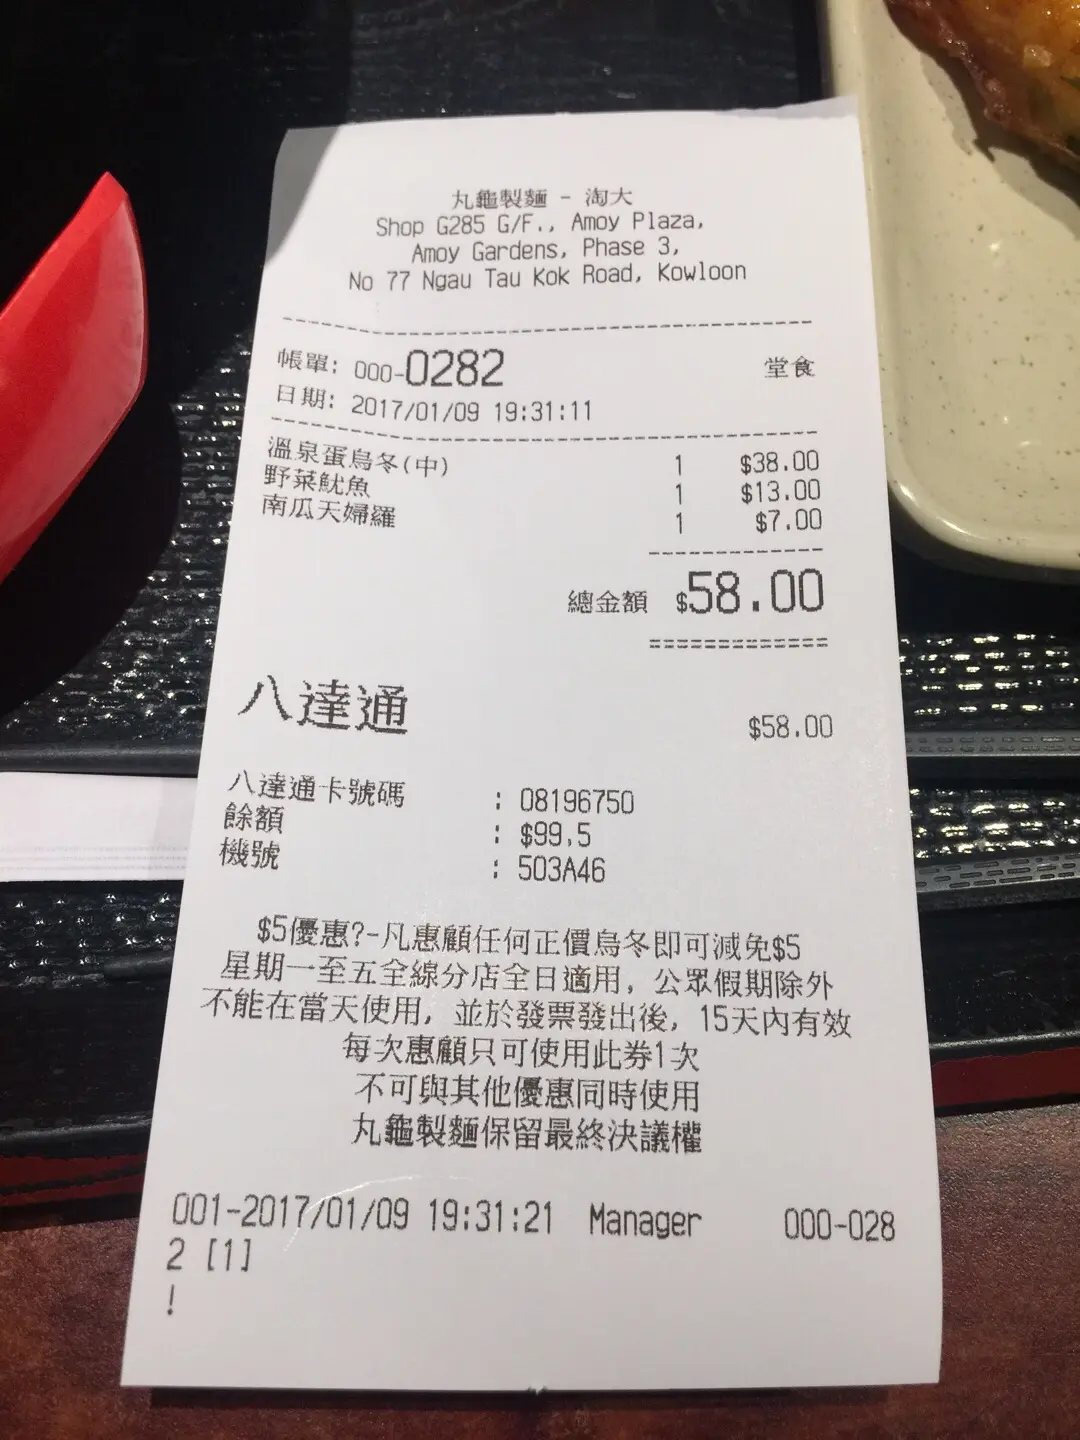 丸龜製麵 - 淘大
Shop G285 G/F., Amoy Plaza,
Amoy Gardens, Phase 3,
No 77 Ngau Tau Kok Road, Kowloon
帳單: 000-0282 堂食
日期: 2017/01/09 19:31:11
溫泉蛋烏冬(中) 1 $38.00
野菜魷魚 1 $13.00
南瓜天婦羅 1 $7.00
總金額 $58.00
八達通 $58.00
八達通卡號碼 : 08196750
餘額 : $99.5
機號 : 503A46
$5優惠?-凡惠顧任何正價烏冬即可減免$5
星期一至五全線分店全日適用, 公眾假期除外
不能在當天使用, 並於發票發出後, 15天內有效
每次惠顧只可使用此券1次
不可與其他優惠同時使用
丸龜製麵保留最終決議權
001-2017/01/09 19:31:21 Manager 000-028
2 [1]
!